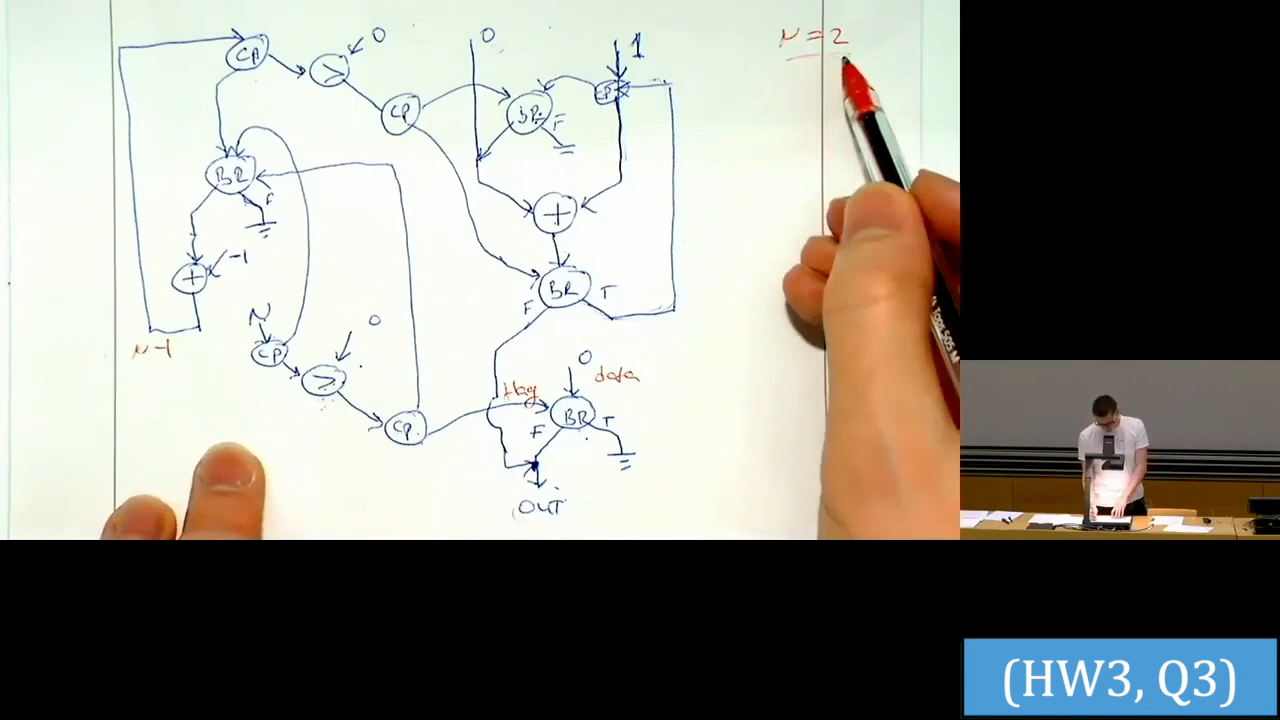 N=2
0
0
1
CP
>
CP
CP
BR
F
BR
F
+
+
-1
BR
F
T
N-1
N
0
CP
>
0
flag
data
CP
BR
F
T
OUT
(HW3, Q3)